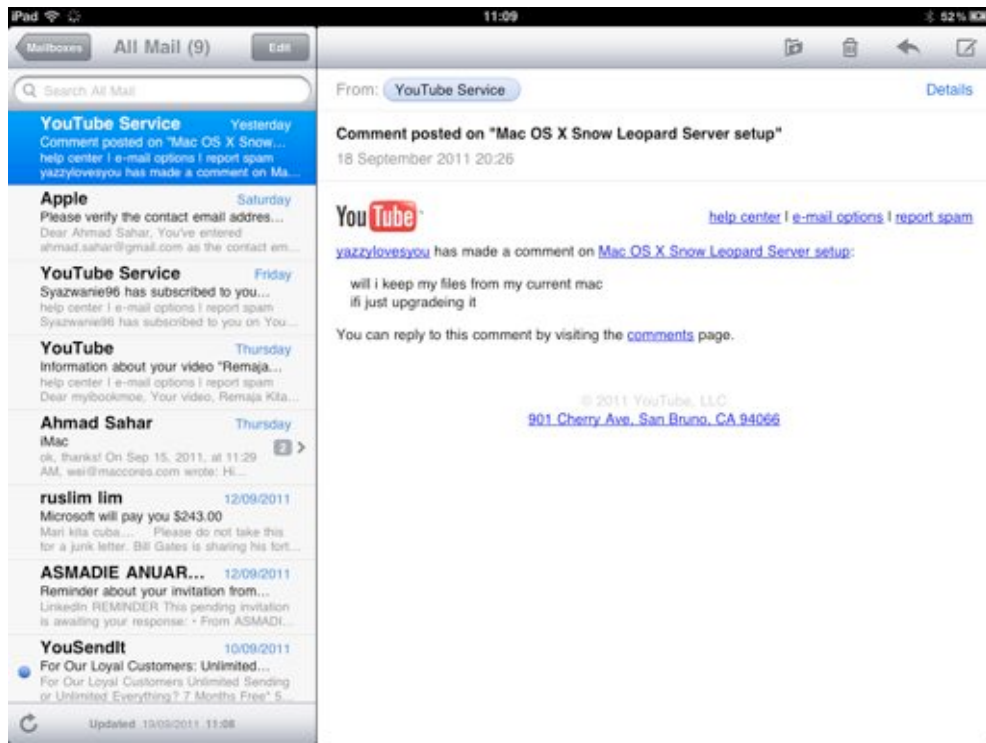 iPad 11:09 52%
Mailboxes All Mail (9) Edit
Search All Mail
YouTube Service Yesterday
Comment posted on "Mac OS X Snow...
help center | e-mail options | report spam
yazzylovesyou has made a comment on Ma...
Apple Saturday
Please verify the contact email addres...
Dear Ahmad Sahar, You've entered
ahmad.sahar@gmail.com as the contact em...
YouTube Service Friday
Syazwanie96 has subscribed to you...
help center | e-mail options | report spam
Syazwanie96 has subscribed to you on You...
YouTube Thursday
Information about your video "Remaja...
help center | e-mail options | report spam
Dear myibookmoe, Your video, Remaja Kita...
Ahmad Sahar Thursday
iMac
ok, thanks! On Sep 15, 2011, at 11:29 2
AM, wei@maccores.com wrote: Hi...
ruslim lim 12/09/2011
Microsoft will pay you $243.00
Mari kita cuba.... Please do not take this
for a junk letter. Bill Gates is sharing his fort...
ASMADIE ANUAR... 12/09/2011
Reminder about your invitation from...
LinkedIn REMINDER This pending invitation
is awaiting your response: • From ASMADI...
YouSendIt 10/09/2011
For Our Loyal Customers: Unlimited...
For Our Loyal Customers Unlimited Sending
or Unlimited Everything? 7 Months Free* 5...
Updated 19/09/2011 11:08
From: YouTube Service Details
Comment posted on "Mac OS X Snow Leopard Server setup"
18 September 2011 20:26
YouTube help center | e-mail options | report spam
yazzylovesyou has made a comment on Mac OS X Snow Leopard Server setup:
will i keep my files from my current mac
ifi just upgradeing it
You can reply to this comment by visiting the comments page.
© 2011 YouTube, LLC
901 Cherry Ave, San Bruno, CA 94066